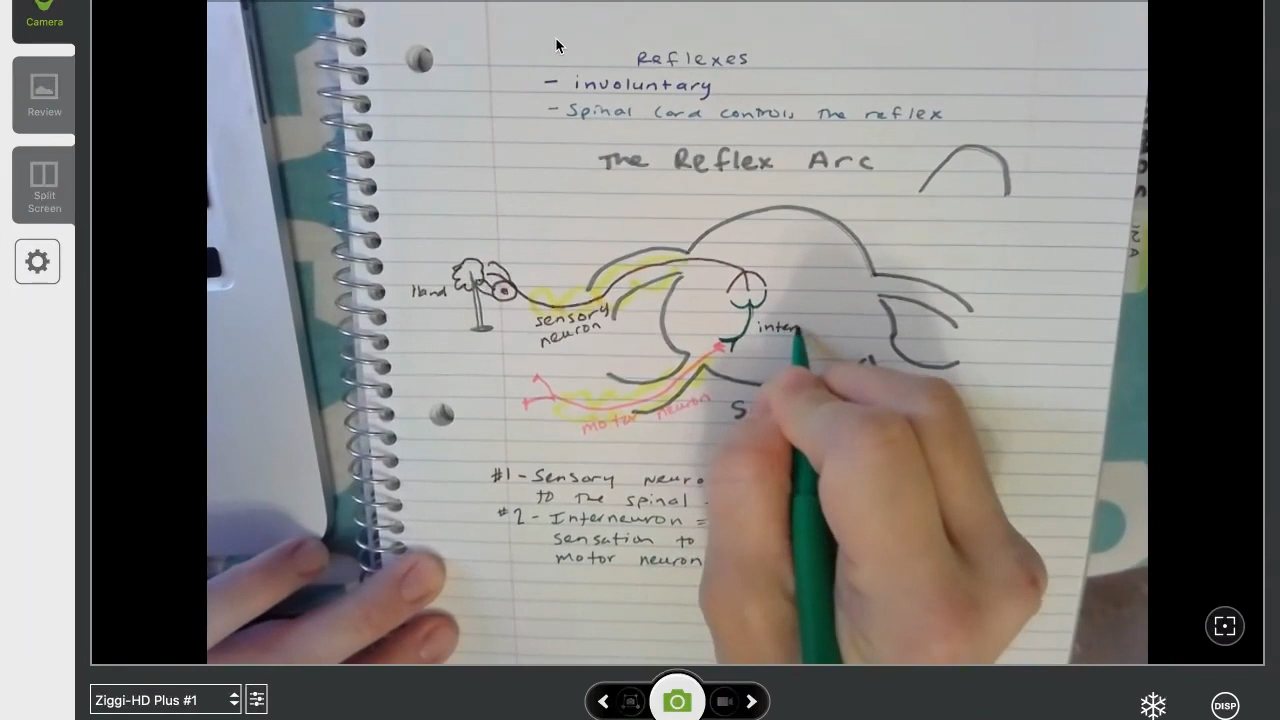 Camera
Review
Split
Screen
Reflexes
- involuntary
- Spinal Cord controls the reflex
The Reflex Arc
Hand
sensory
neuron
inter
motor neuron
S
#1 - Sensory neuro
to the spinal
#2 - Interneuron =
sensation to
motor neuron
Ziggi-HD Plus #1
DISP